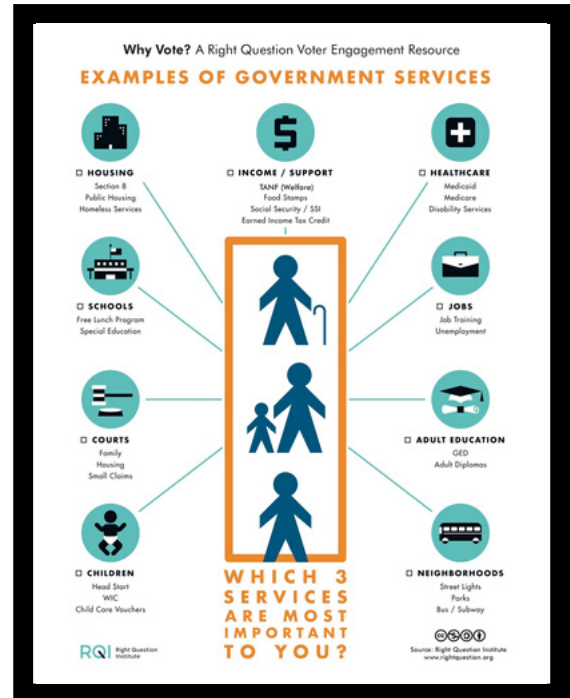 Why Vote? A Right Question Voter Engagement Resource
EXAMPLES OF GOVERNMENT SERVICES
HOUSING
Section 8
Public Housing
Homeless Services
INCOME / SUPPORT
TANF (Welfare)
Food Stamps
Social Security / SSI
Earned Income Tax Credit
HEALTHCARE
Medicaid
Medicare
Disability Services
SCHOOLS
Free Lunch Program
Special Education
JOBS
Job Training
Unemployment
COURTS
Family
Housing
Small Claims
ADULT EDUCATION
GED
Adult Diplomas
CHILDREN
Head Start
WIC
Child Care Vouchers
NEIGHBORHOODS
Street Lights
Parks
Bus / Subway
WHICH 3
SERVICES
ARE MOST
IMPORTANT
TO YOU?
RQI Right Question
Institute
Source: Right Question Institute
www.rightquestion.org